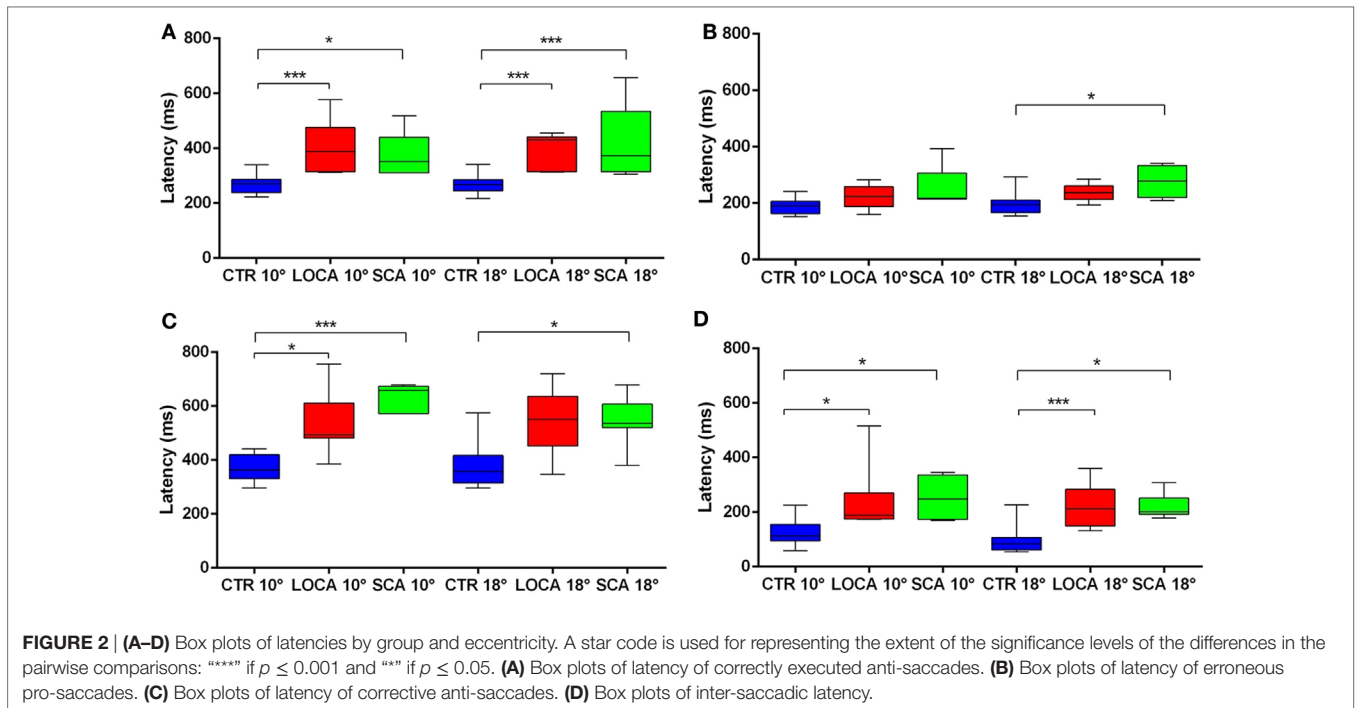 A
Latency (ms)
800
600
400
200
0
* ***
*** ***
CTR 10° LOCA 10° SCA 10° CTR 18° LOCA 18° SCA 18°
B
Latency (ms)
800
600
400
200
0
*
CTR 10° LOCA 10° SCA 10° CTR 18° LOCA 18° SCA 18°
C
Latency (ms)
800
600
400
200
0
*** *
*
CTR 10° LOCA 10° SCA 10° CTR 18° LOCA 18° SCA 18°
D
Latency (ms)
800
600
400
200
0
* *
* ***
CTR 10° LOCA 10° SCA 10° CTR 18° LOCA 18° SCA 18°
FIGURE 2 | (A–D) Box plots of latencies by group and eccentricity. A star code is used for representing the extent of the significance levels of the differences in the
pairwise comparisons: “***” if p ≤ 0.001 and “*” if p ≤ 0.05. (A) Box plots of latency of correctly executed anti-saccades. (B) Box plots of latency of erroneous
pro-saccades. (C) Box plots of latency of corrective anti-saccades. (D) Box plots of inter-saccadic latency.